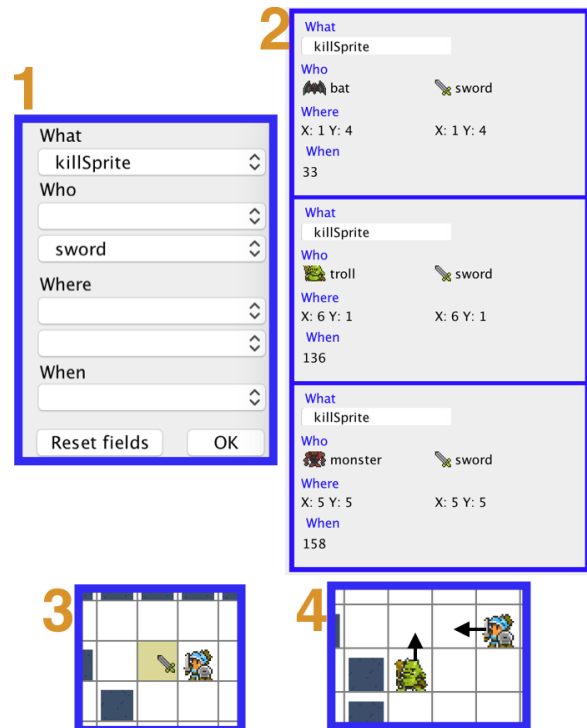 1
What
killSprite
Who
sword
Where
When
Reset fields OK
2
What
killSprite
Who
bat sword
Where
X: 1 Y: 4 X: 1 Y: 4
When
33
What
killSprite
Who
troll sword
Where
X: 6 Y: 1 X: 6 Y: 1
When
136
What
killSprite
Who
monster sword
Where
X: 5 Y: 5 X: 5 Y: 5
When
158
3
4